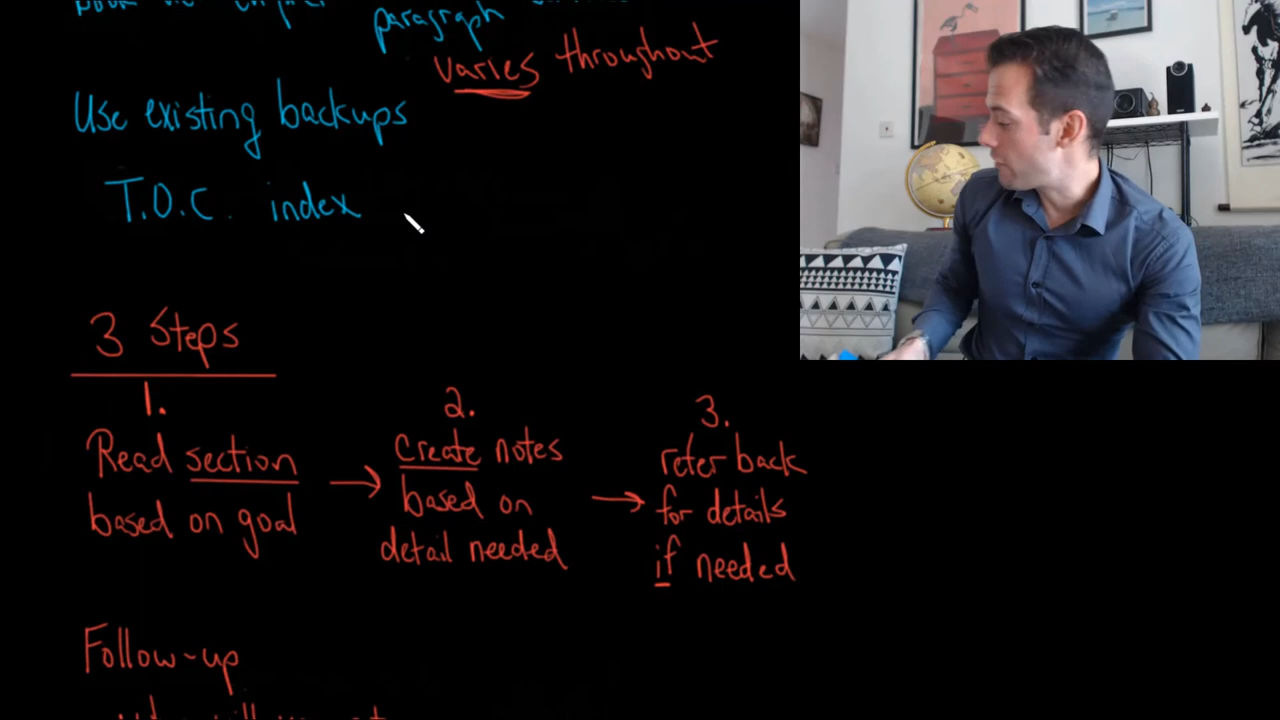 paragraph
varies throughout
Use existing backups
T.O.C. index
3 Steps
1.
Read section
based on goal
2.
create notes
based on
detail needed
3.
refer back
for details
if needed
Follow-up